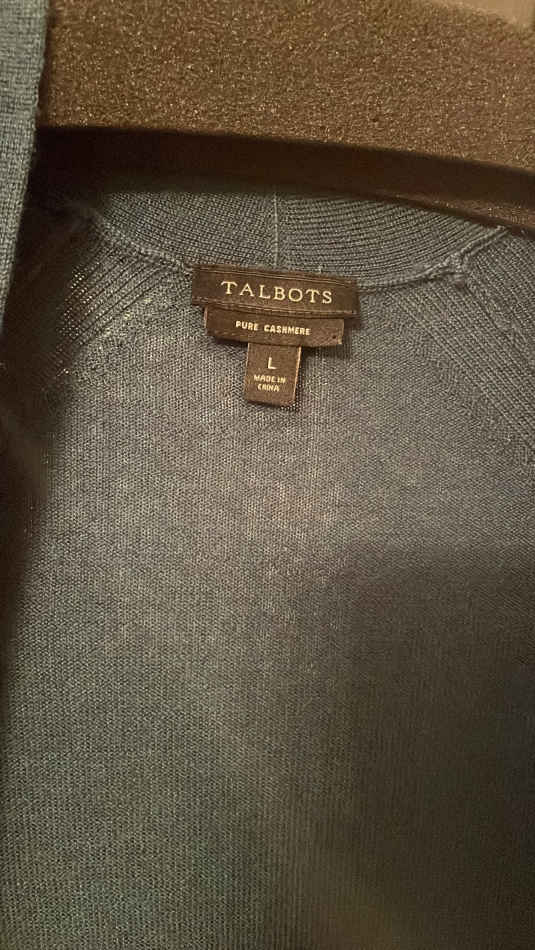 TALBOTS
PURE CASHMERE
L
MADE IN
CHINA